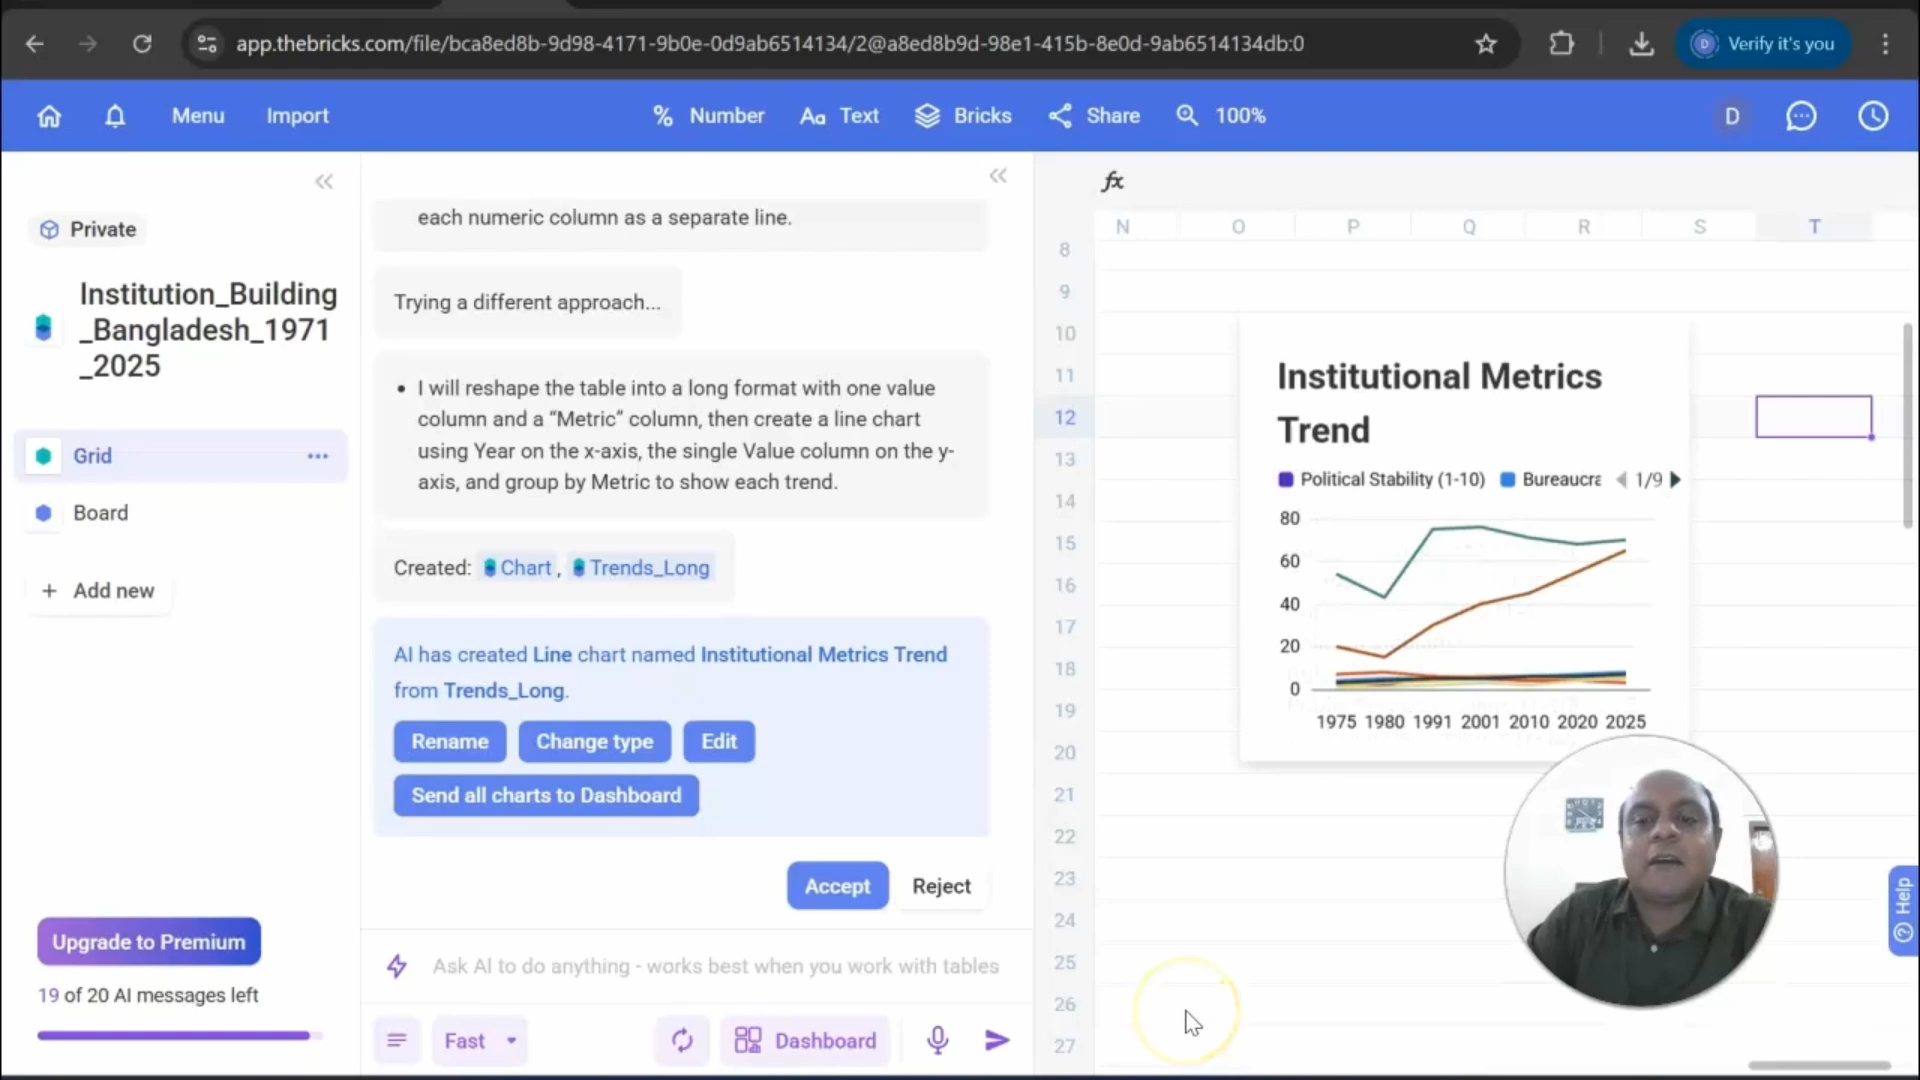 app.thebricks.com/file/bca8ed8b-9d98-4171-9b0e-0d9ab6514134/2@a8ed8b9d-98e1-415b-8e0d-9ab6514134db:0
D Verify it's you
Menu
Import
% Number
Aa Text
Bricks
Share
100%
D
Private
Institution_Building
_Bangladesh_1971
_2025
Grid
Board
+ Add new
Upgrade to Premium
19 of 20 AI messages left
each numeric column as a separate line.
Trying a different approach...
• I will reshape the table into a long format with one value
column and a “Metric” column, then create a line chart
using Year on the x-axis, the single Value column on the y-
axis, and group by Metric to show each trend.
Created: Chart , Trends_Long
AI has created Line chart named Institutional Metrics Trend
from Trends_Long.
Rename
Change type
Edit
Send all charts to Dashboard
Accept
Reject
Ask AI to do anything - works best when you work with tables
Fast
Dashboard
fx
N O P Q R S T
8
9
10
11
12
13
14
15
16
17
18
19
20
21
22
23
24
25
26
27
Institutional Metrics
Trend
Political Stability (1-10) Bureaucra 1/9
80
60
40
20
0
1975 1980 1991 2001 2010 2020 2025
Help